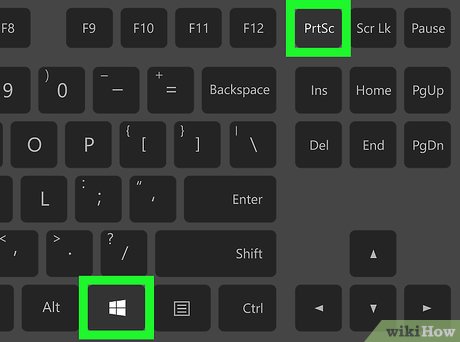 F8 F9 F10 F11 F12 PrtSc Scr Lk Pause
9 ) 0 _ - + = Backspace Ins Home PgUp
O P { [ } ] | \ Del End PgDn
L : ; " ' Enter
< , > . ? / Shift ▲
Alt Ctrl ◄ ▼ ►
wikiHow